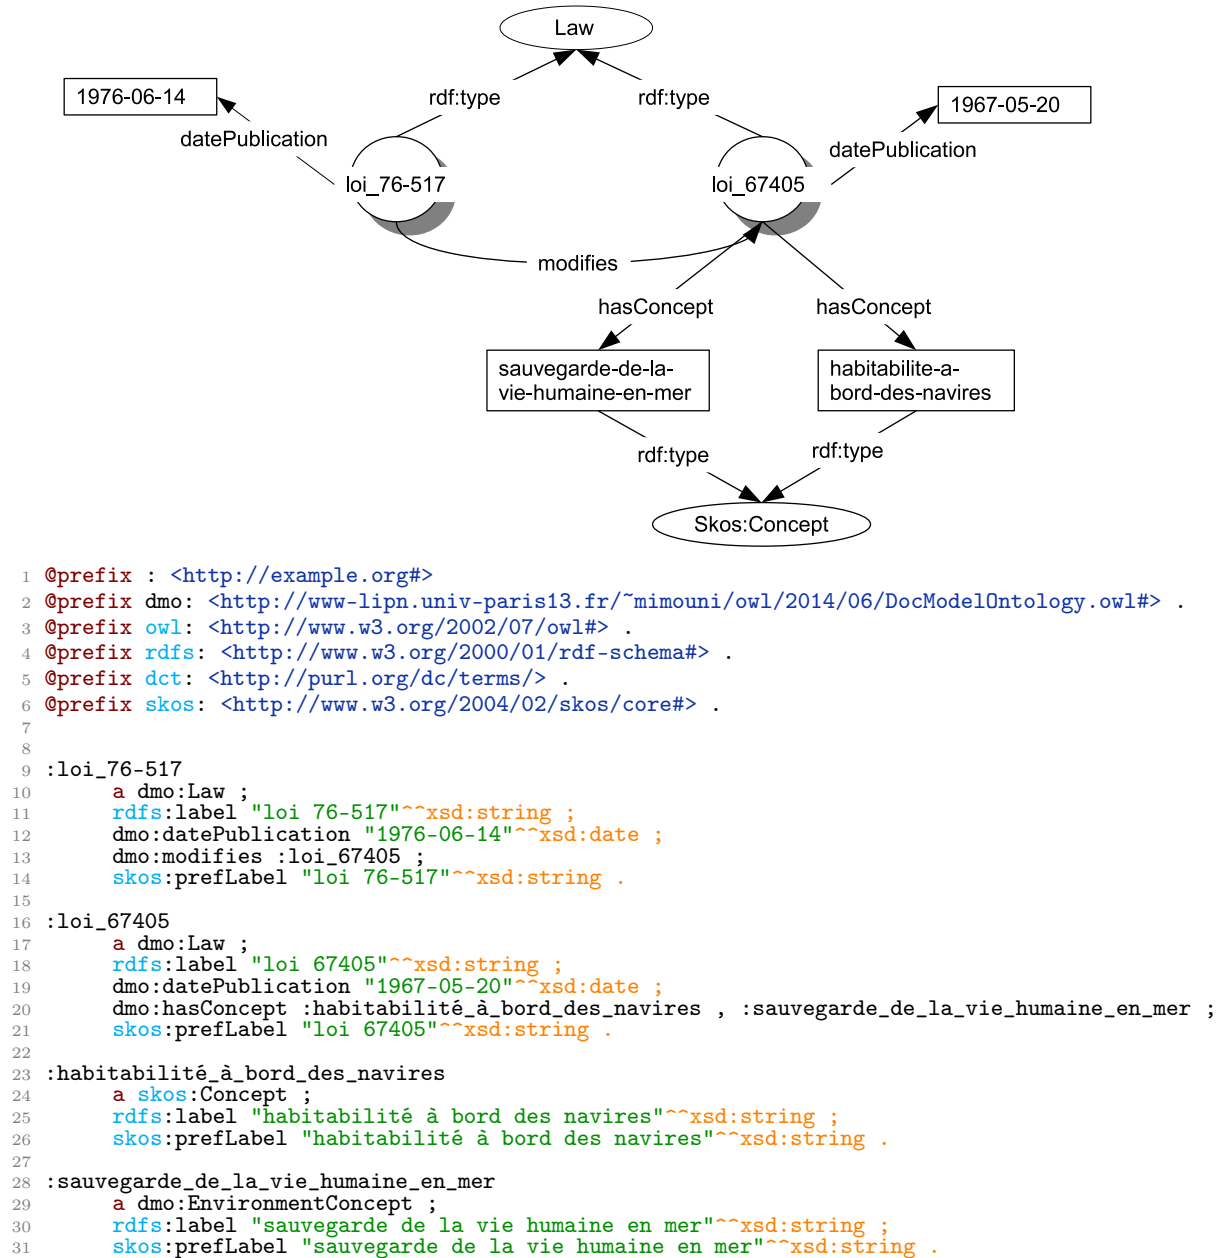 Law
1976-06-14
rdf:type
rdf:type
1967-05-20
datePublication
datePublication
loi_76-517
loi_67405
modifies
hasConcept
hasConcept
sauvegarde-de-la-
vie-humaine-en-mer
habitabilite-a-
bord-des-navires
rdf:type
rdf:type
Skos:Concept
1 @prefix : <http://example.org#>
2 @prefix dmo: <http://www-lipn.univ-paris13.fr/~mimouni/owl/2014/06/DocModelOntology.owl#> .
3 @prefix owl: <http://www.w3.org/2002/07/owl#> .
4 @prefix rdfs: <http://www.w3.org/2000/01/rdf-schema#> .
5 @prefix dct: <http://purl.org/dc/terms/> .
6 @prefix skos: <http://www.w3.org/2004/02/skos/core#> .
7
8
9 :loi_76-517
10 a dmo:Law ;
11 rdfs:label "loi 76-517"^^xsd:string ;
12 dmo:datePublication "1976-06-14"^^xsd:date ;
13 dmo:modifies :loi_67405 ;
14 skos:prefLabel "loi 76-517"^^xsd:string .
15
16 :loi_67405
17 a dmo:Law ;
18 rdfs:label "loi 67405"^^xsd:string ;
19 dmo:datePublication "1967-05-20"^^xsd:date ;
20 dmo:hasConcept :habitabilité_à_bord_des_navires , :sauvegarde_de_la_vie_humaine_en_mer ;
21 skos:prefLabel "loi 67405"^^xsd:string .
22
23 :habitabilité_à_bord_des_navires
24 a skos:Concept ;
25 rdfs:label "habitabilité à bord des navires"^^xsd:string ;
26 skos:prefLabel "habitabilité à bord des navires"^^xsd:string .
27
28 :sauvegarde_de_la_vie_humaine_en_mer
29 a dmo:EnvironmentConcept ;
30 rdfs:label "sauvegarde de la vie humaine en mer"^^xsd:string ;
31 skos:prefLabel "sauvegarde de la vie humaine en mer"^^xsd:string .